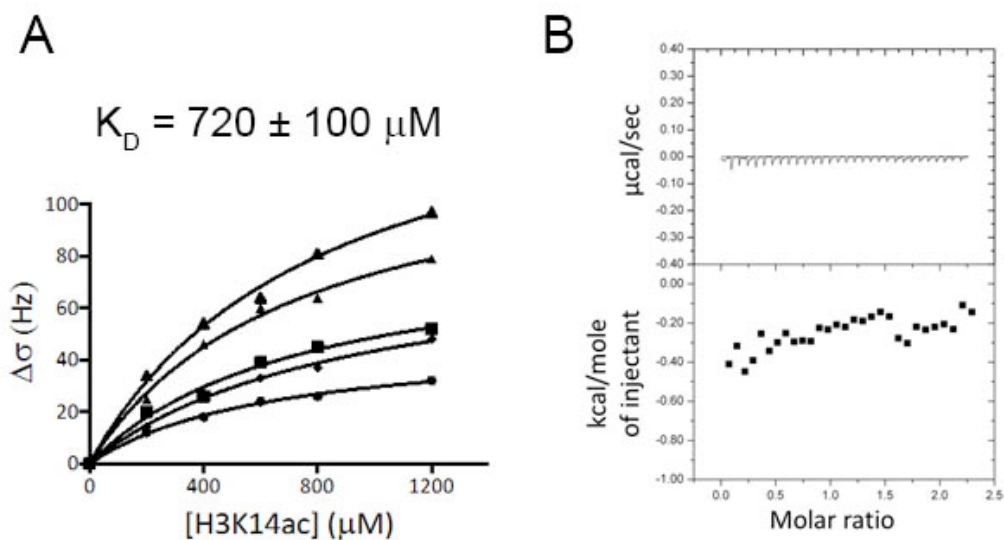 A
K_D = 720 ± 100 μM
Δσ (Hz)
100
80
60
40
20
0
0 400 800 1200
[H3K14ac] (μM)
B
μcal/sec
0.40
0.30
0.20
0.10
0.00
-0.10
-0.20
-0.30
-0.40
kcal/mole
of injectant
0.00
-0.20
-0.40
-0.60
-0.80
-1.00
0.0 0.5 1.0 1.5 2.0 2.5
Molar ratio